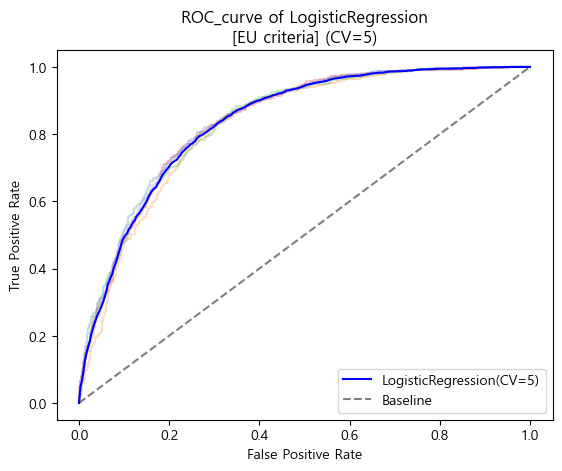 ROC_curve of LogisticRegression
[EU criteria] (CV=5)
True Positive Rate
1.0
0.8
0.6
0.4
0.2
0.0
LogisticRegression(CV=5)
Baseline
0.0 0.2 0.4 0.6 0.8 1.0
False Positive Rate